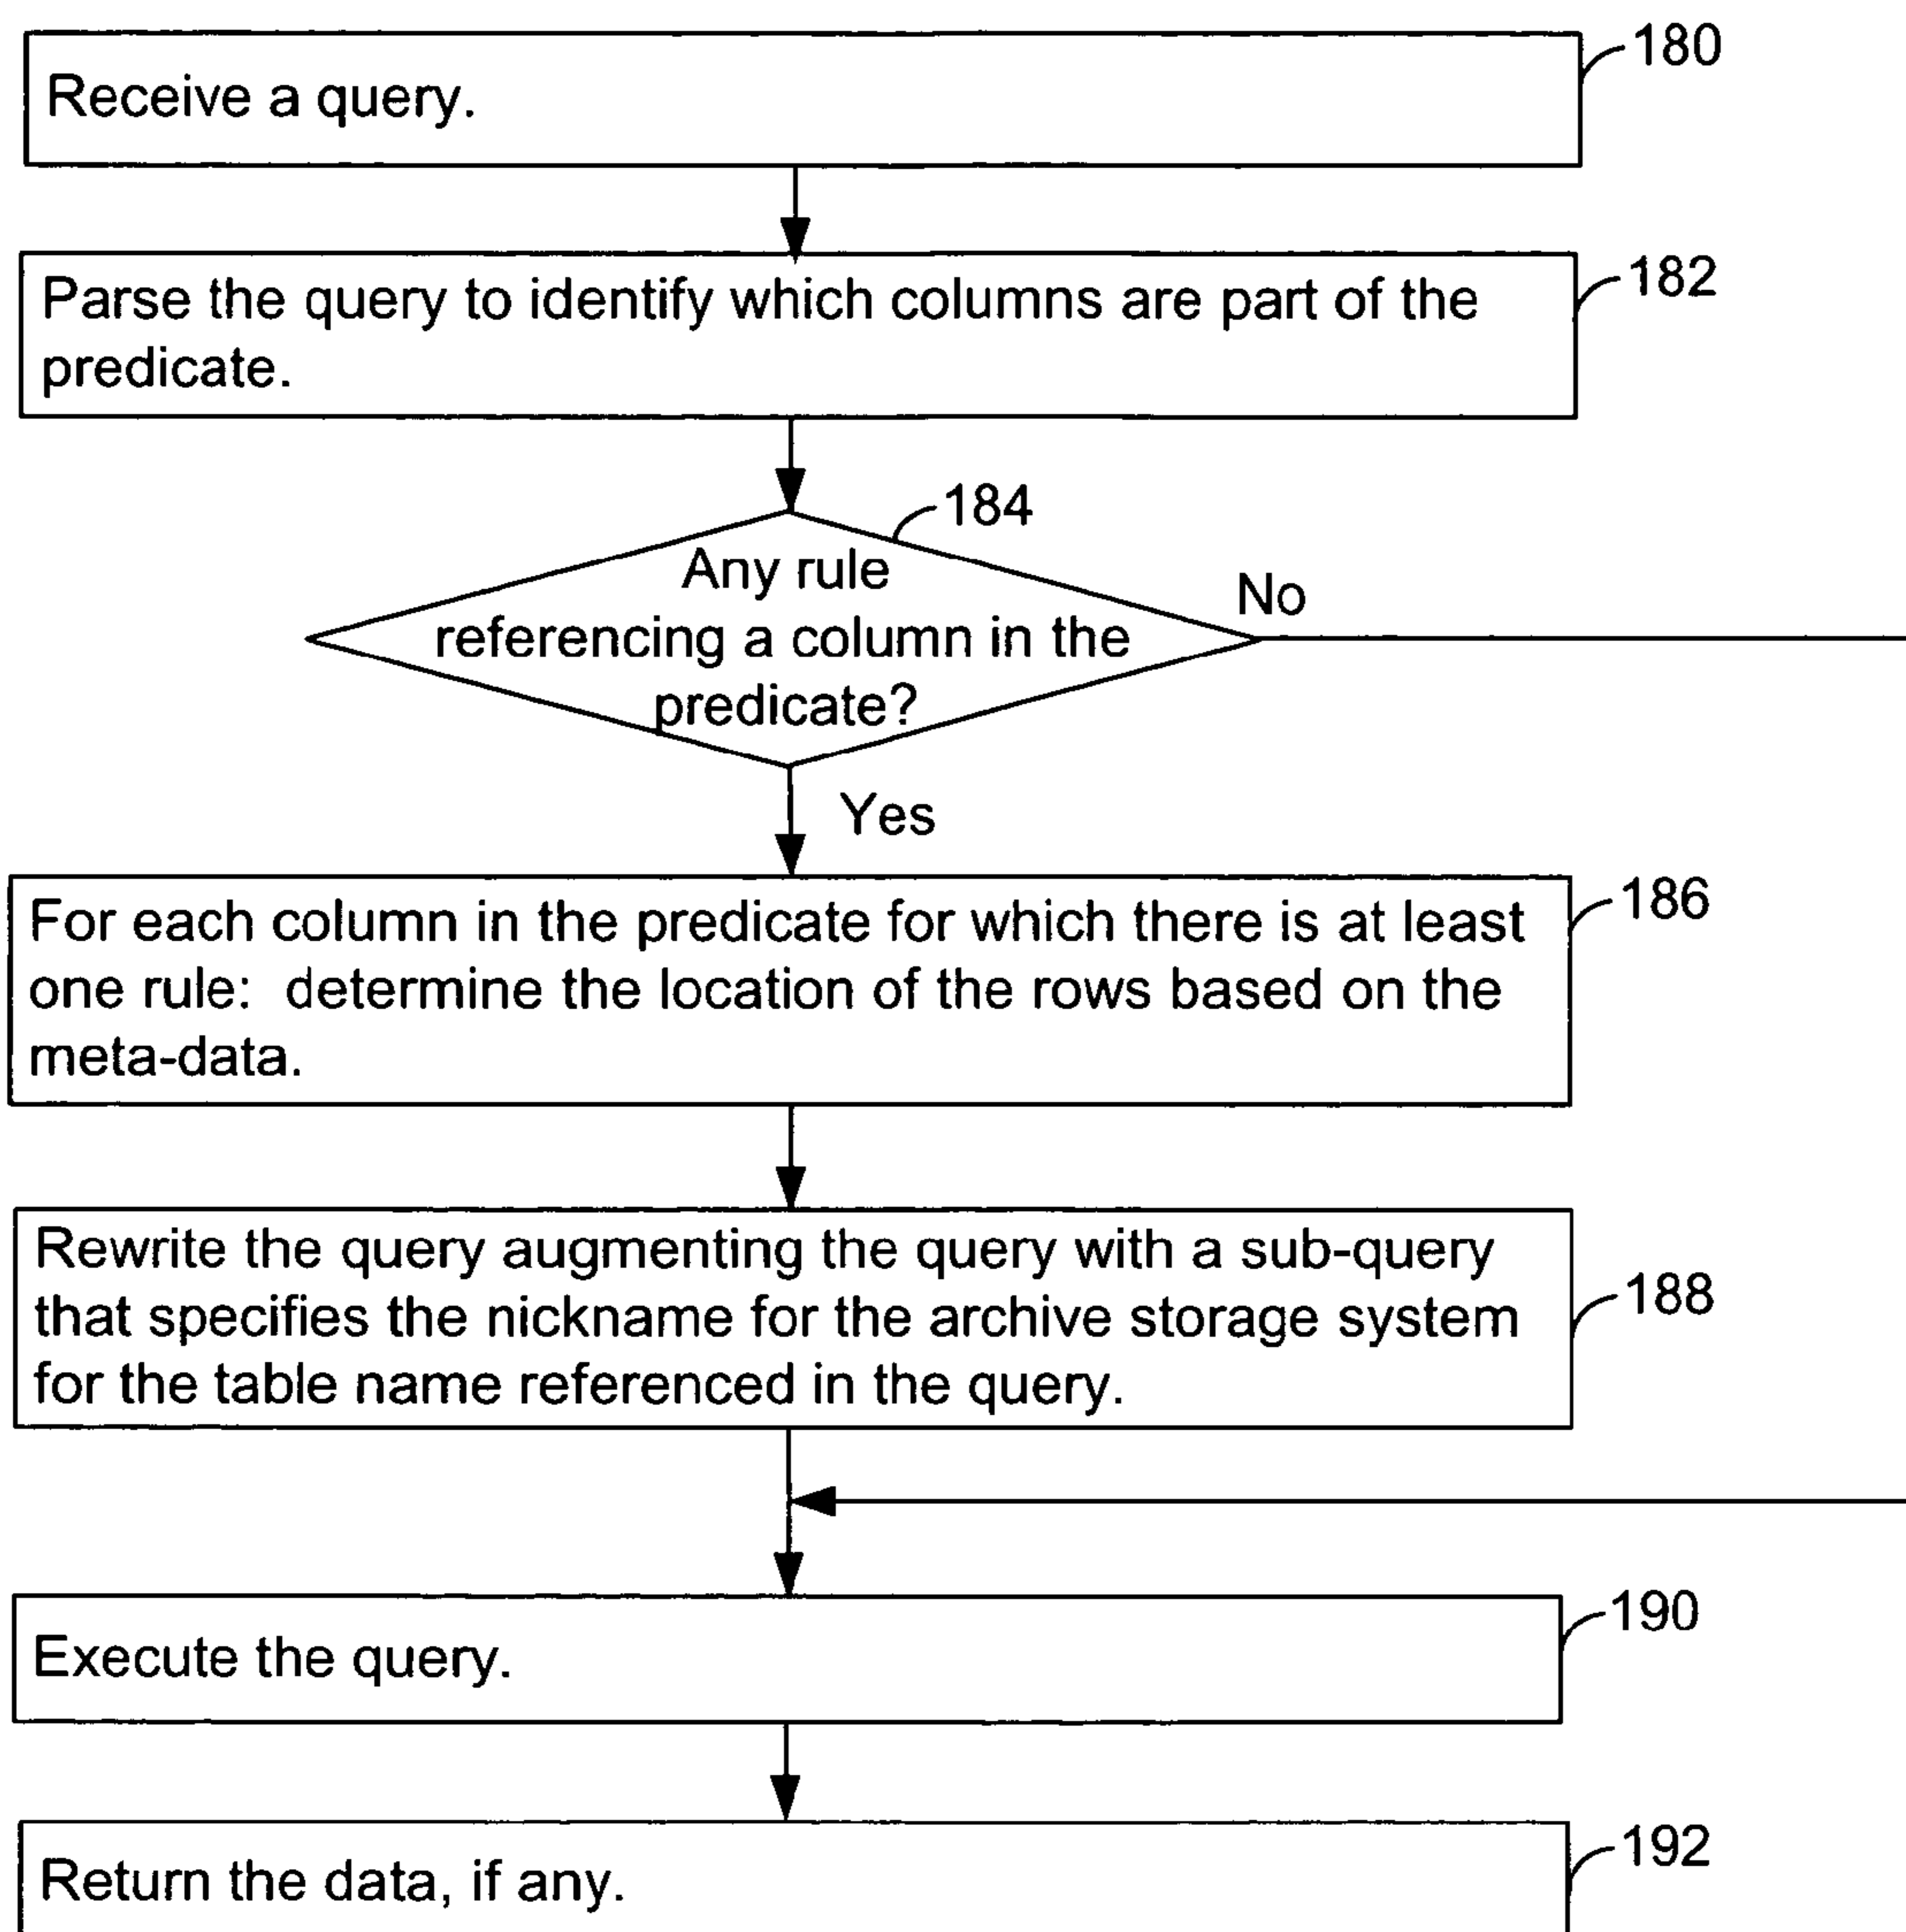 180
Receive a query.
182
Parse the query to identify which columns are part of the
predicate.
184
Any rule
referencing a column in the
predicate?
No
Yes
186
For each column in the predicate for which there is at least
one rule: determine the location of the rows based on the
meta-data.
Rewrite the query augmenting the query with a sub-query
that specifies the nickname for the archive storage system
for the table name referenced in the query.
188
190
Execute the query.
192
Return the data, if any.